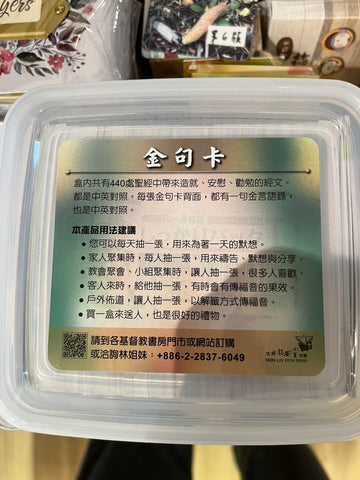 yers
第6版
金句卡
盒內共有440處聖經中帶來造就、安慰、勸勉的經文。
都是中英對照。每張金句卡背面，都有一句金言語錄，
也是中英對照。
本產品用法建議
• 您可以每天抽一張，用來為著一天的默想。
• 家人聚集時，每人抽一張，用來禱告、默想與分享。
• 教會聚會、小組聚集時，讓人抽一張，很多人喜歡。
• 客人來時，給他抽一張，有時會有傳福音的果效。
• 戶外佈道，讓人抽一張，以解籤方式傳福音。
• 買一盒來送人，也是很好的禮物。
請到各基督教書房門市或網站訂購
或洽詢林姐妹：+886-2-2837-6049